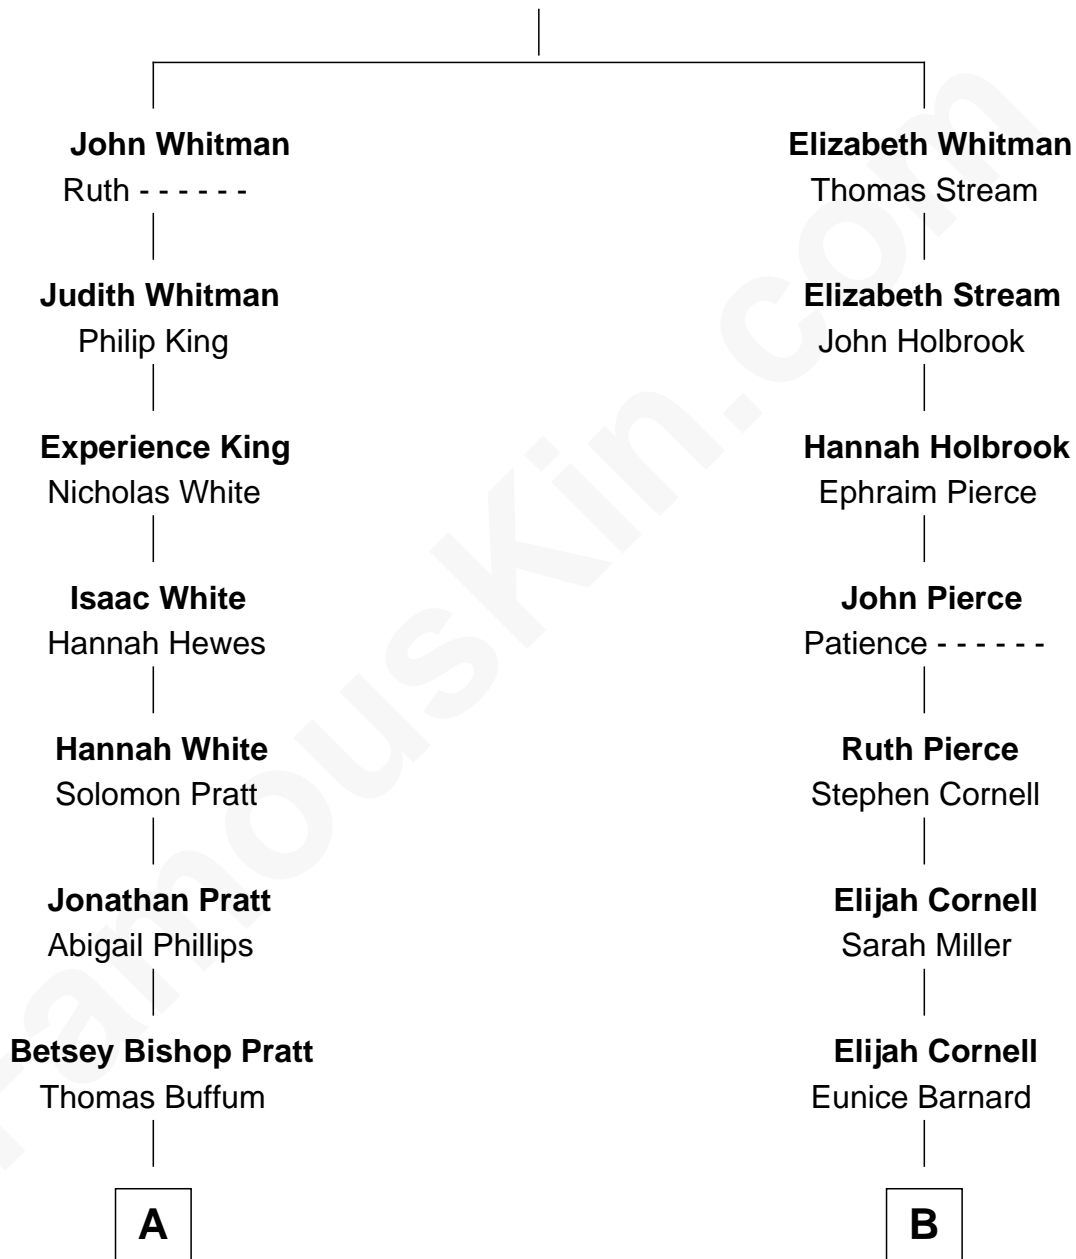 John Whitman
Ruth - - - - - -
Judith Whitman
Philip King
Experience King
Nicholas White
Isaac White
Hannah Hewes
Hannah White
Solomon Pratt
Jonathan Pratt
Abigail Phillips
Betsey Bishop Pratt
Thomas Buffum
A
Elizabeth Whitman
Thomas Stream
Elizabeth Stream
John Holbrook
Hannah Holbrook
Ephraim Pierce
John Pierce
Patience - - - - - -
Ruth Pierce
Stephen Cornell
Elijah Cornell
Sarah Miller
Elijah Cornell
Eunice Barnard
B
FamousKin.com